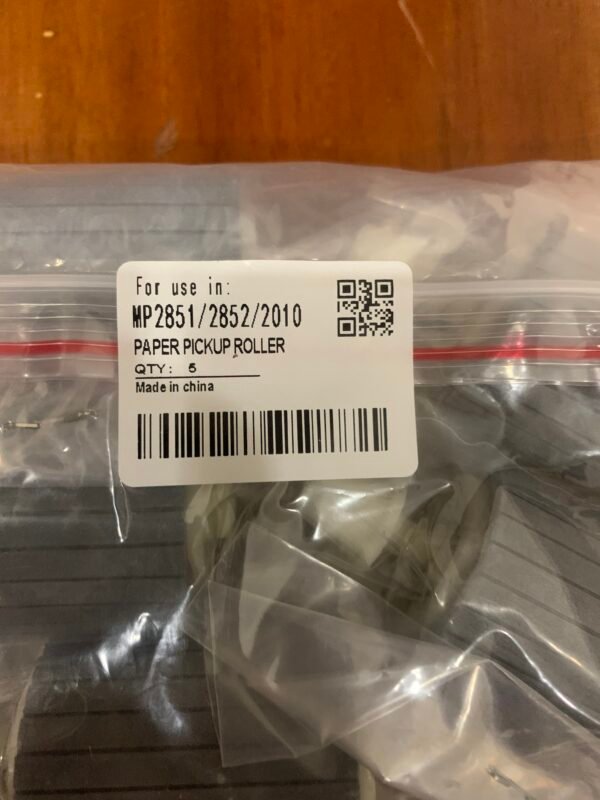 For use in:
MP2851/2852/2010
PAPER PICKUP ROLLER
QTY: 5
Made in china